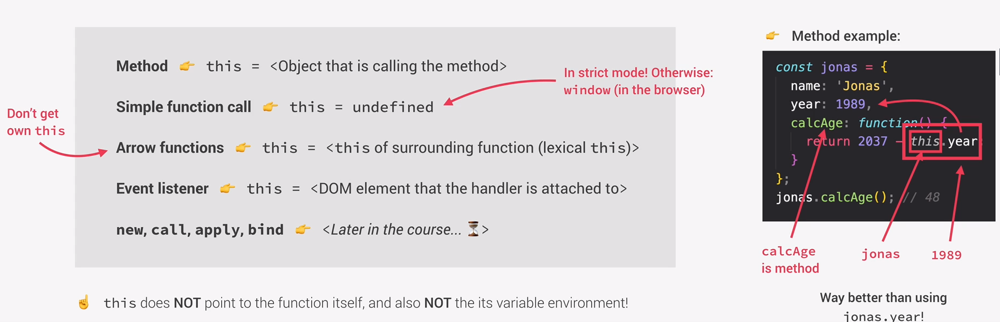 Method 👉 this = <Object that is calling the method>
In strict mode! Otherwise:
window (in the browser)
Simple function call 👉 this = undefined
Don't get
own this
Arrow functions 👉 this = <this of surrounding function (lexical this)>
Event listener 👉 this = <DOM element that the handler is attached to>
new, call, apply, bind 👉 <Later in the course... ⏳>
☝️ this does NOT point to the function itself, and also NOT the its variable environment!
👉 Method example:
const jonas = {
name: 'Jonas',
year: 1989,
calcAge: function() {
return 2037 - this.year
}
};
jonas.calcAge(); // 48
calcAge
is method
jonas
1989
Way better than using
jonas.year!